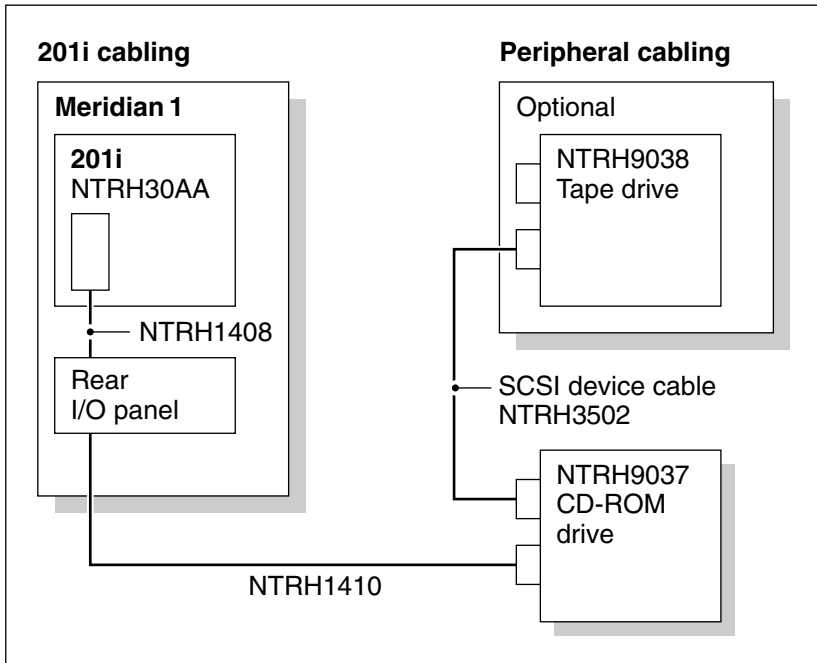 201i cabling
Meridian 1
201i
NTRH30AA
NTRH1408
Rear
I/O panel
NTRH1410
Peripheral cabling
Optional
NTRH9038
Tape drive
SCSI device cable
NTRH3502
NTRH9037
CD-ROM
drive